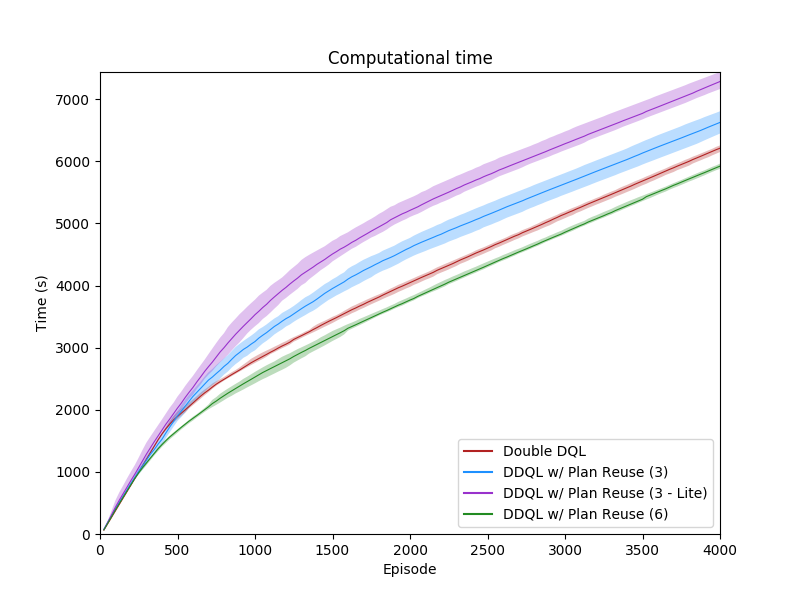 Computational time
Time (s)
7000
6000
5000
4000
3000
2000
1000
0
0 500 1000 1500 2000 2500 3000 3500 4000
Episode
Double DQL
DDQL w/ Plan Reuse (3)
DDQL w/ Plan Reuse (3 - Lite)
DDQL w/ Plan Reuse (6)